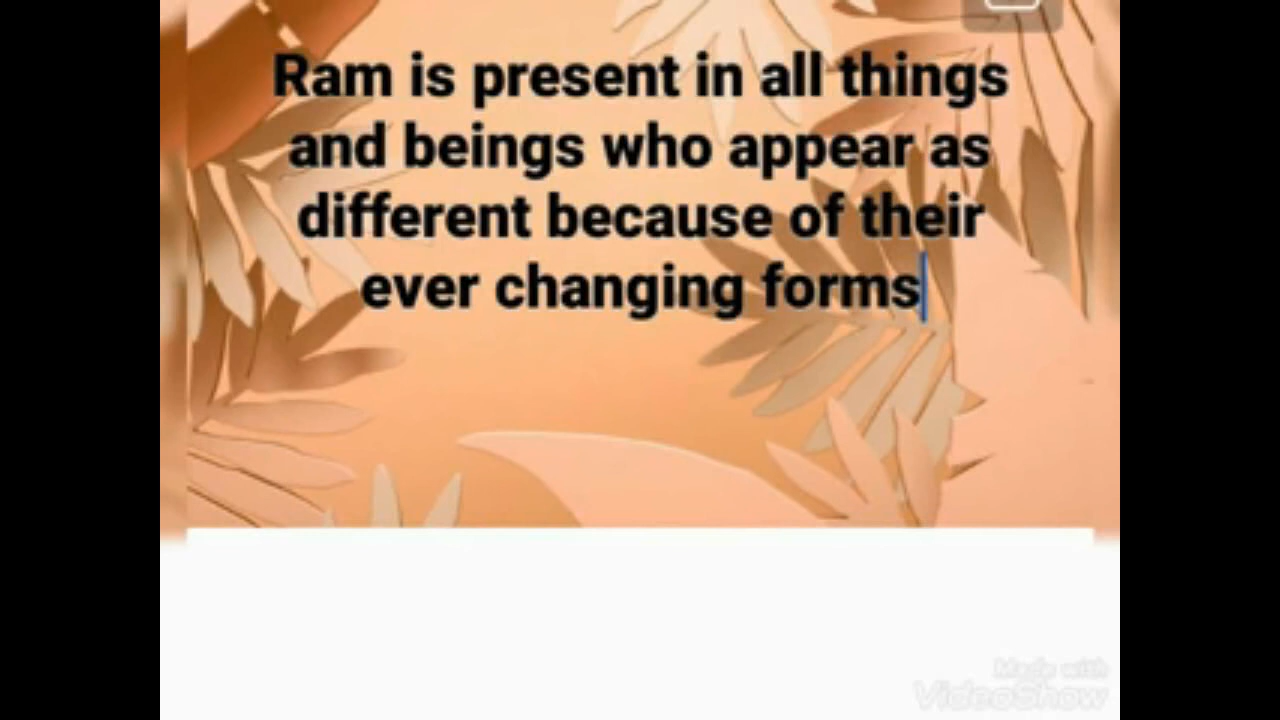 Ram is present in all things
and beings who appear as
different because of their
ever changing forms
Made with
VideoShow